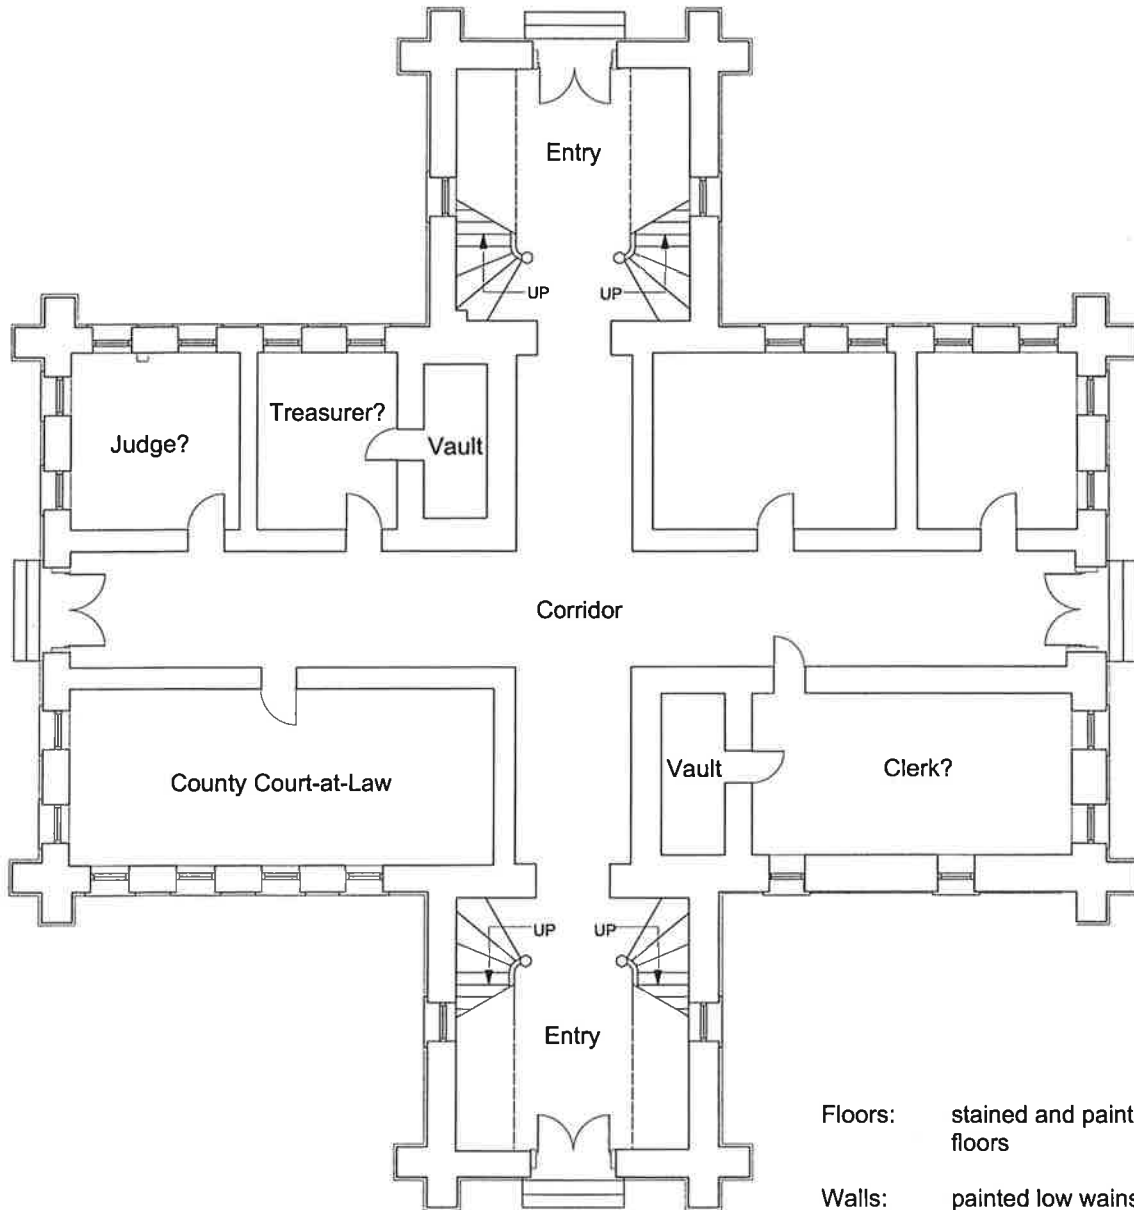 Entry
UP UP
Treasurer?
Judge?
Vault
Corridor
Vault
Clerk?
County Court-at-Law
UP UP
Entry
Floors: stained and paint
floors
Walls: painted low wains